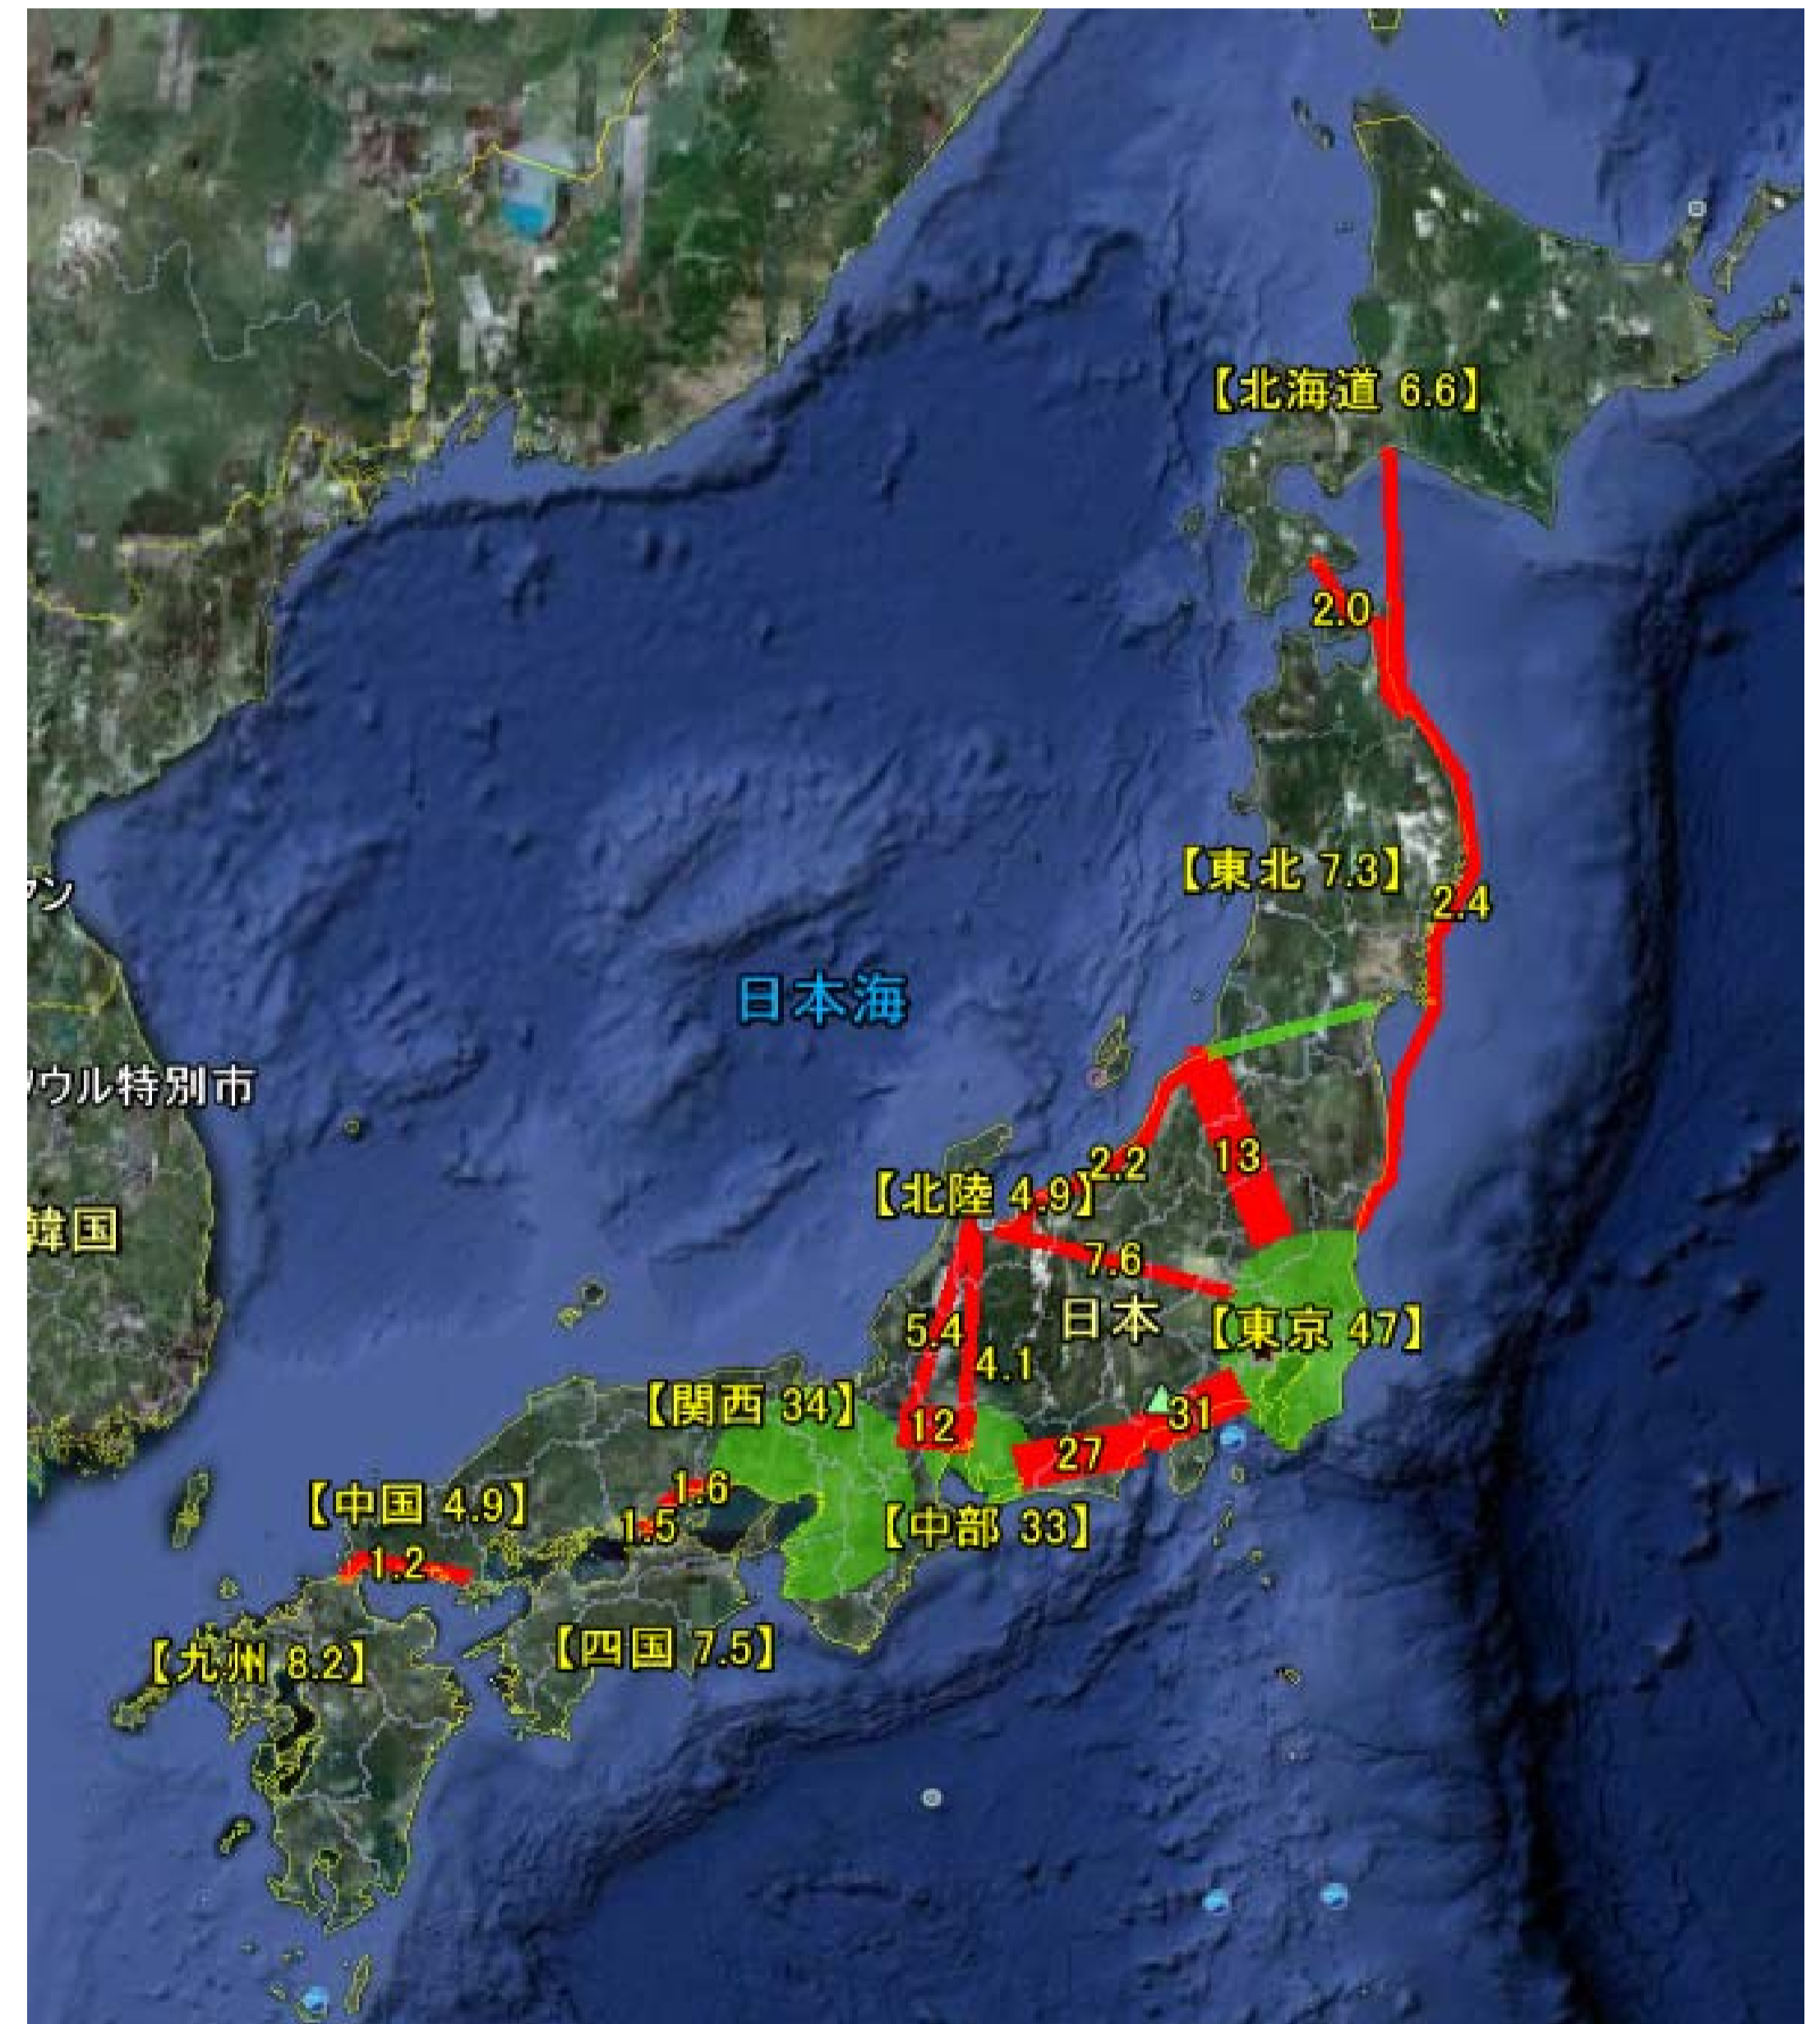 【北海道 6.6】
2.0
【東北 7.3】
2.4
日本海
ソウル特別市
2.2
13
【北陸 4.9】
韓国
7.6
5.4
日本
【東京 47】
4.1
【関西 34】
31
12
27
1.6
【中国 4.9】
1.5
【中部 33】
1.2
【九州 8.2】
【四国 7.5】